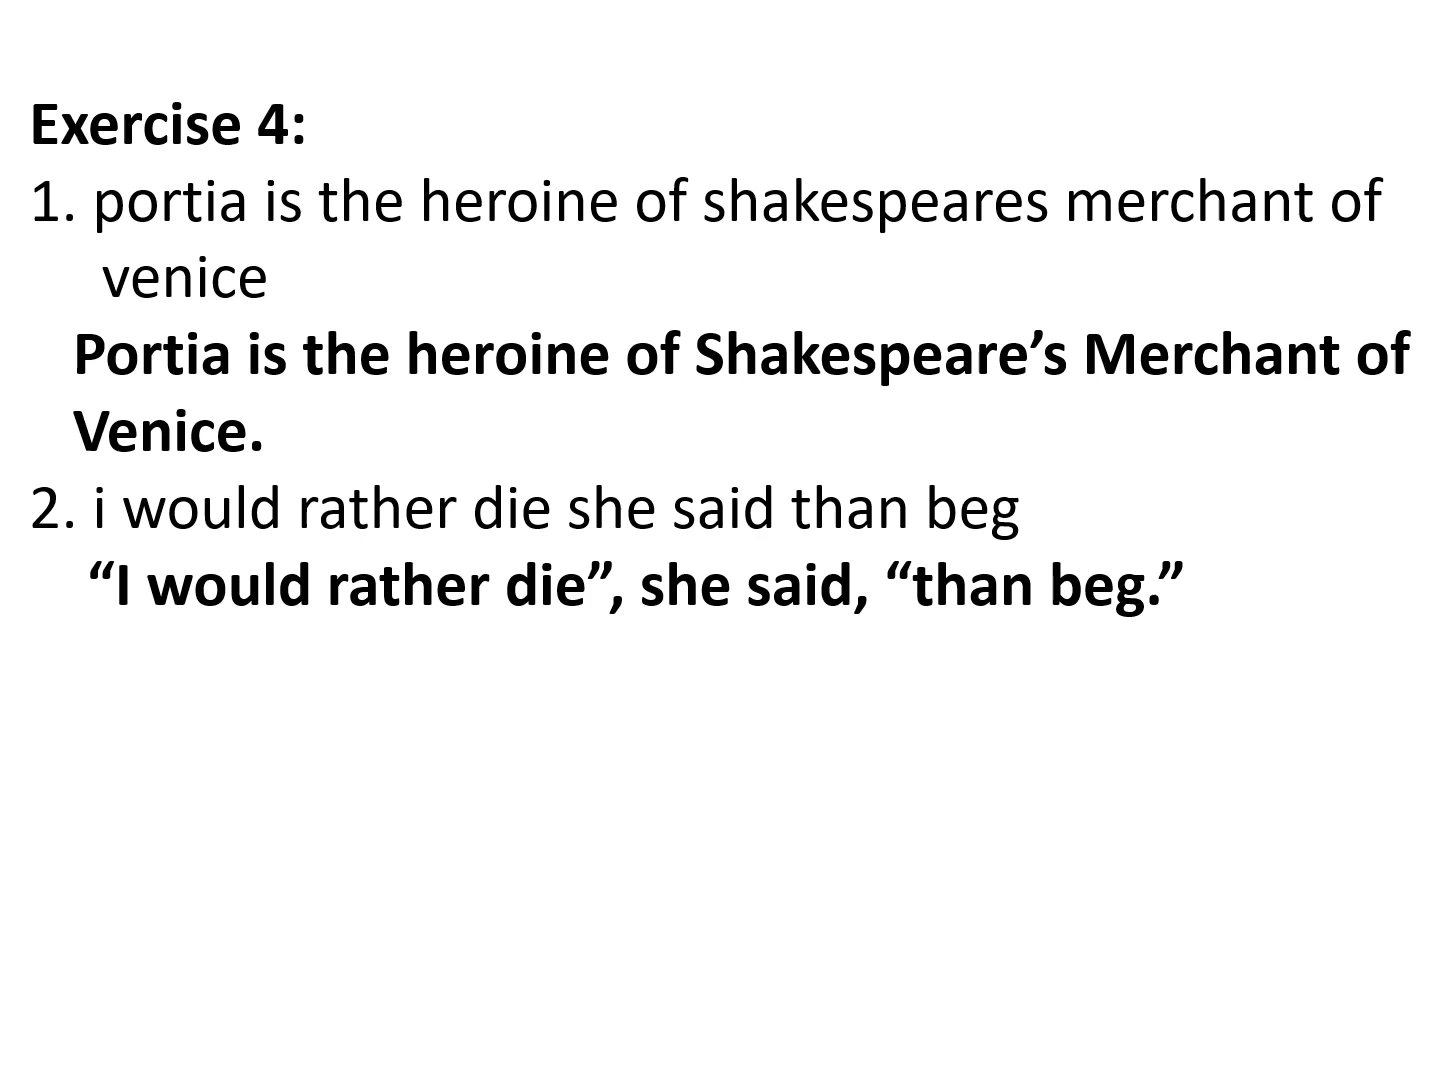 Exercise 4:
1. portia is the heroine of shakespeares merchant of
venice
Portia is the heroine of Shakespeare’s Merchant of
Venice.
2. i would rather die she said than beg
“I would rather die”, she said, “than beg.”